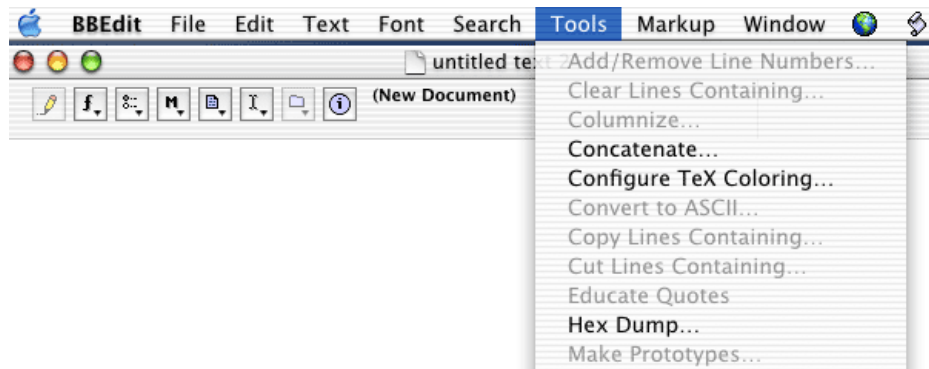 BBEdit File Edit Text Font Search Tools Markup Window
untitled te
Add/Remove Line Numbers...
(New Document)
Clear Lines Containing...
Columnize...
Concatenate...
Configure TeX Coloring...
Convert to ASCII...
Copy Lines Containing...
Cut Lines Containing...
Educate Quotes
Hex Dump...
Make Prototypes...